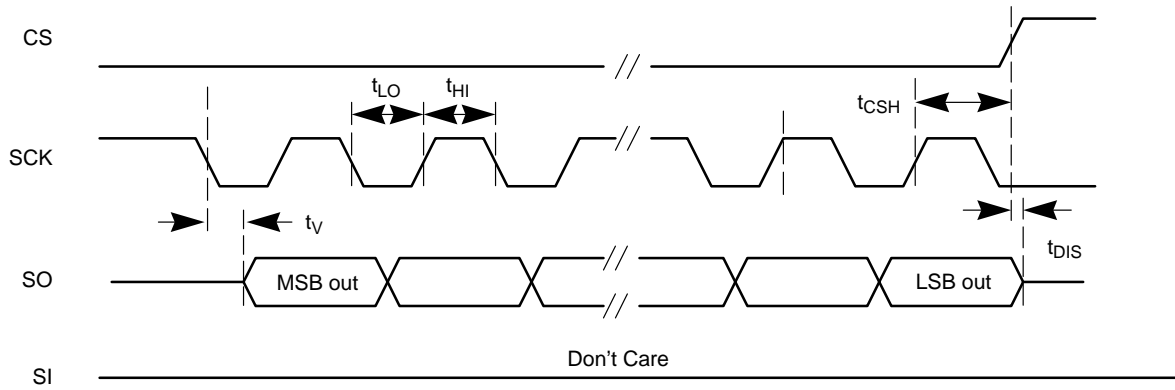 CS
tLO
tHI
tCSH
SCK
tV
tDIS
SO
MSB out
LSB out
Don't Care
SI